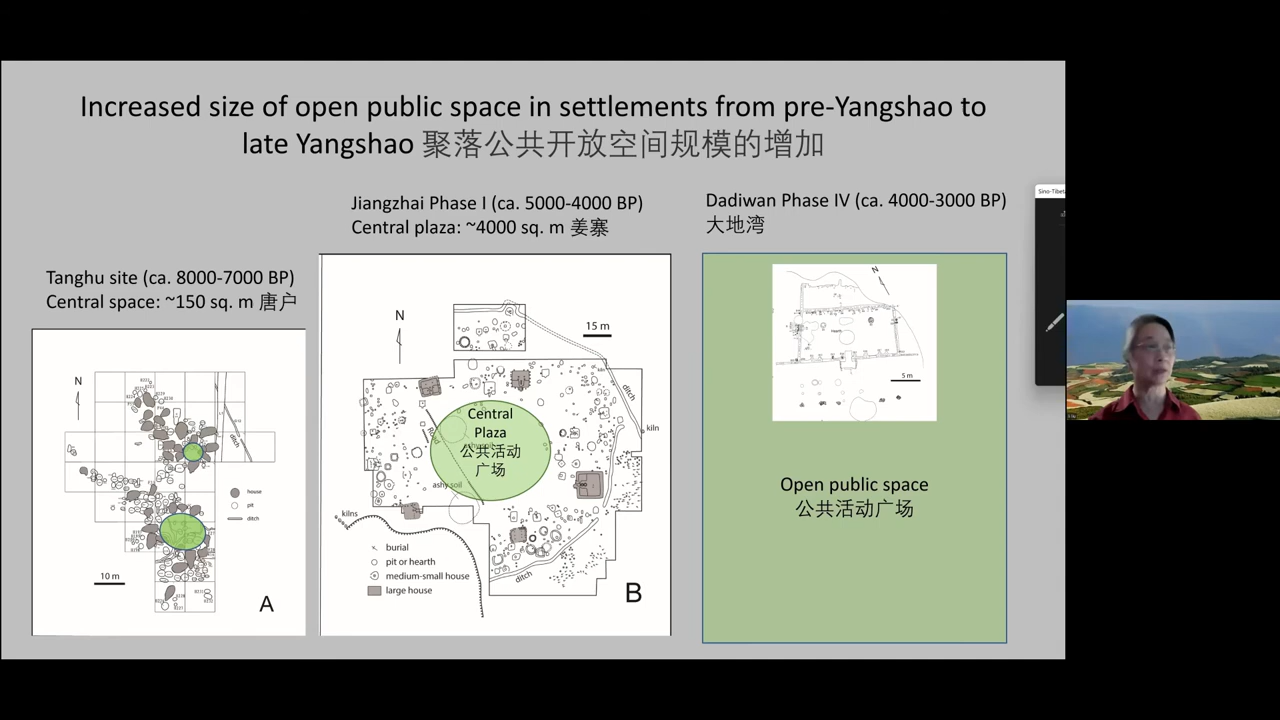 Increased size of open public space in settlements from pre-Yangshao to
late Yangshao 聚落公共开放空间规模的增加
Tanghu site (ca. 8000-7000 BP)
Central space: ~150 sq. m 唐户
N
ditch
house
pit
ditch
10 m
A
Jiangzhai Phase I (ca. 5000-4000 BP)
Central plaza: ~4000 sq. m 姜寨
N
15 m
ditch
kiln
Central
Plaza
公共活动
广场
Road
ashy soil
kilns
burial
pit or hearth
medium-small house
large house
ditch
B
Dadiwan Phase IV (ca. 4000-3000 BP)
大地湾
N
5 m
Open public space
公共活动广场